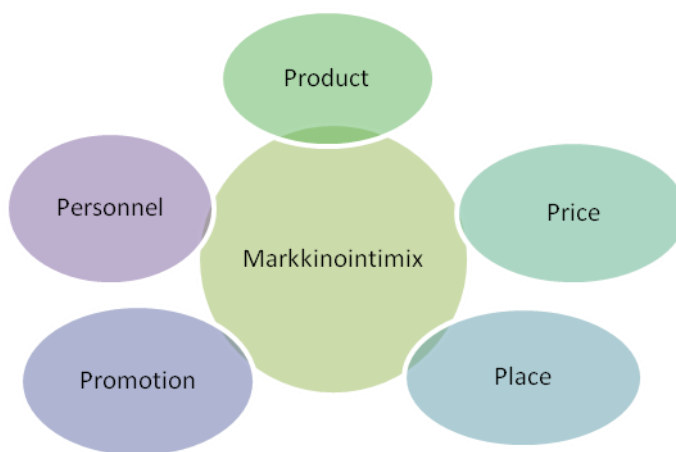 Product
Personnel
Price
Markkinointimix
Promotion
Place